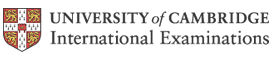 UNIVERSITY of CAMBRIDGE
International Examinations